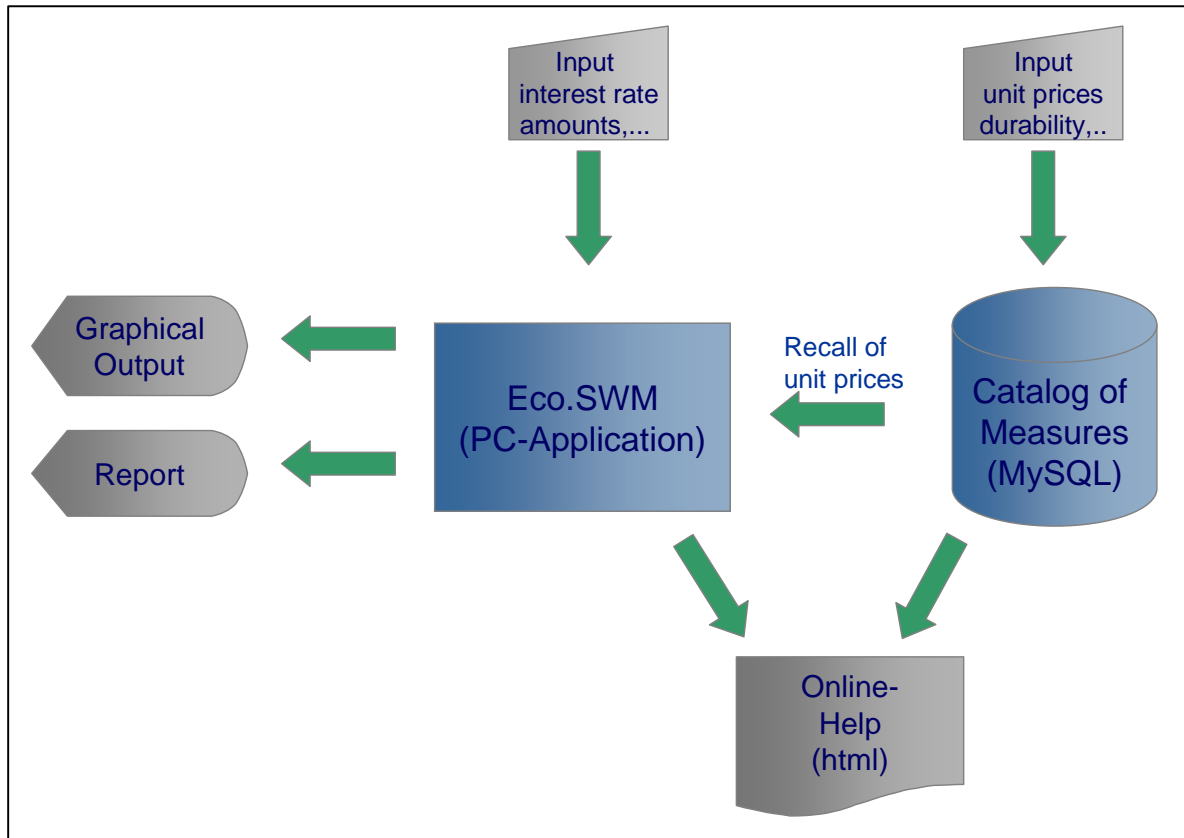 Input
interest rate
amounts,...
Input
unit prices
durability,..
Graphical
Output
Report
Eco.SWM
(PC-Application)
Recall of
unit prices
Catalog of
Measures
(MySQL)
Online-
Help
(html)